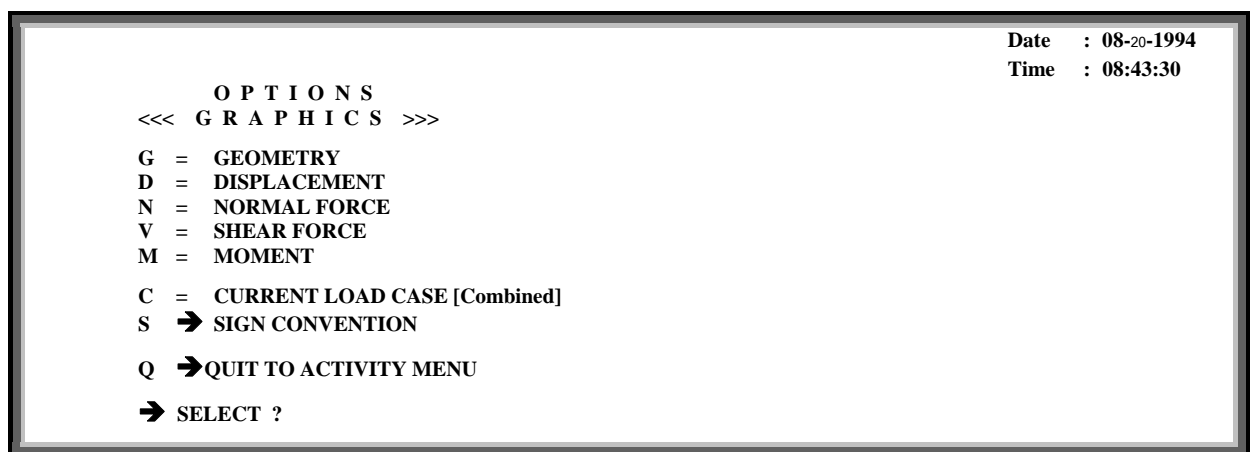 Date : 08-20-1994
Time : 08:43:30
O P T I O N S
<<< G R A P H I C S >>>
G = GEOMETRY
D = DISPLACEMENT
N = NORMAL FORCE
V = SHEAR FORCE
M = MOMENT
C = CURRENT LOAD CASE [Combined]
S ➔ SIGN CONVENTION
Q ➔QUIT TO ACTIVITY MENU
➔ SELECT ?